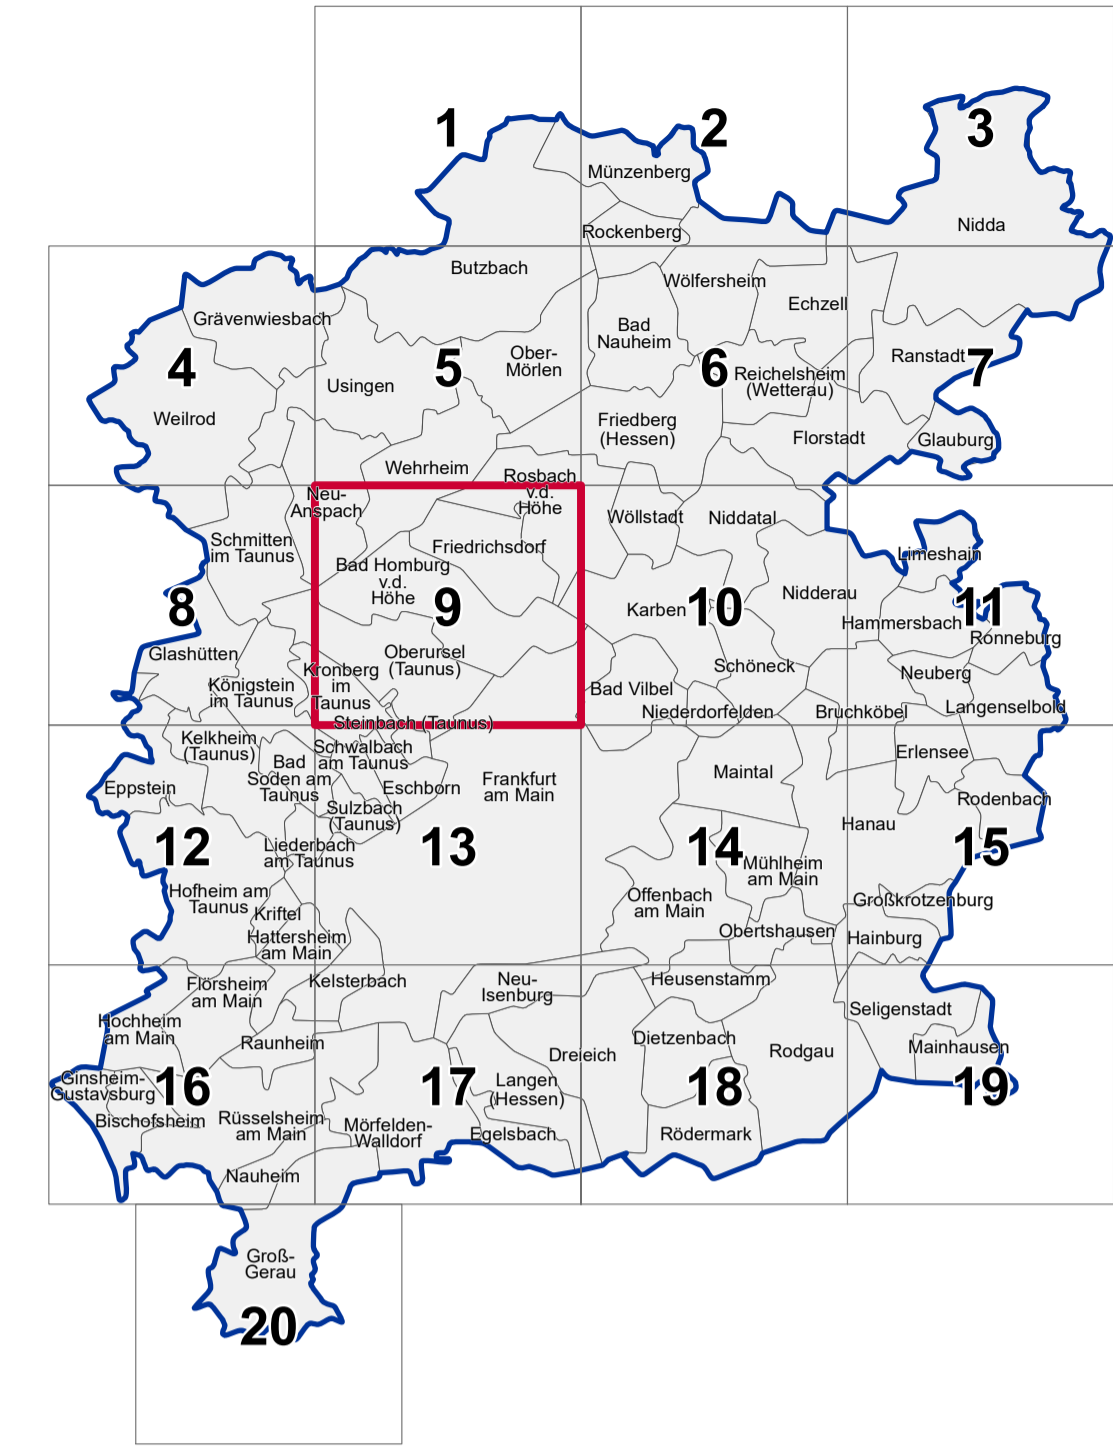 1
2
3
Münzenberg
Rockenberg
Nidda
Butzbach
Wölfersheim
Echzell
Grävenwiesbach
Bad
Nauheim
Ober-
Mörlen
Ranstadt
4
5
6
7
Usingen
Reichelsheim
(Wetterau)
Weilrod
Friedberg
(Hessen)
Florstadt
Glauburg
Wehrheim
Rosbach
v.d.
Höhe
Neu-
Anspach
Wöllstadt
Niddatal
Schmitten
im Taunus
Friedrichsdorf
Limeshain
Bad Homburg
v.d.
Höhe
8
9
10
11
Karben
Nidderau
Hammersbach
Ronneburg
Glashütten
Oberursel
(Taunus)
Schöneck
Neuberg
Königstein
im Taunus
Kronberg
im
Taunus
Bad Vilbel
Niederdorfelden
Bruchköbel
Langenselbold
Steinbach (Taunus)
Kelkheim
(Taunus)
Schwalbach
am Taunus
Erlensee
Bad
Soden am
Taunus
Eppstein
Eschborn
Frankfurt
am Main
Maintal
Rodenbach
Sulzbach
(Taunus)
Hanau
12
13
14
15
Liederbach
am Taunus
Mühlheim
am Main
Hofheim am
Taunus
Offenbach
am Main
Großkrotzenburg
Kriftel
Hattersheim
am Main
Obertshausen
Hainburg
Flörsheim
am Main
Kelsterbach
Neu-
Isenburg
Heusenstamm
Seligenstadt
Hochheim
am Main
Raunheim
Dreieich
Dietzenbach
Rodgau
Mainhausen
Ginsheim-
Gustavsburg
16
17
18
19
Langen
(Hessen)
Bischofsheim
Rüsselsheim
am Main
Mörfelden-
Walldorf
Egelsbach
Rödermark
Nauheim
Groß-
Gerau
20